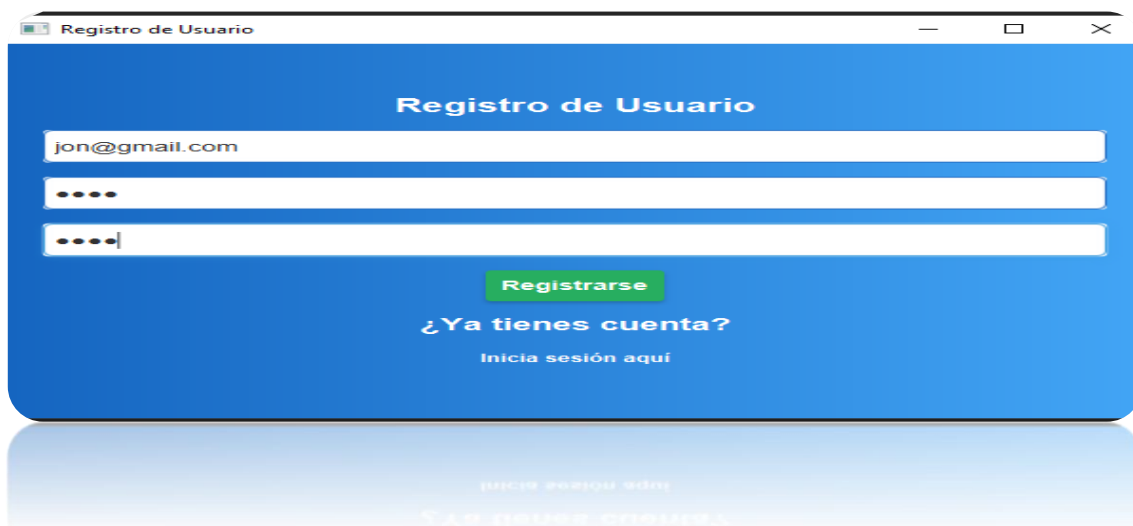 Registro de Usuario
Registro de Usuario
jon@gmail.com
••••
••••
Registrarse
¿Ya tienes cuenta?
Inicia sesión aquí